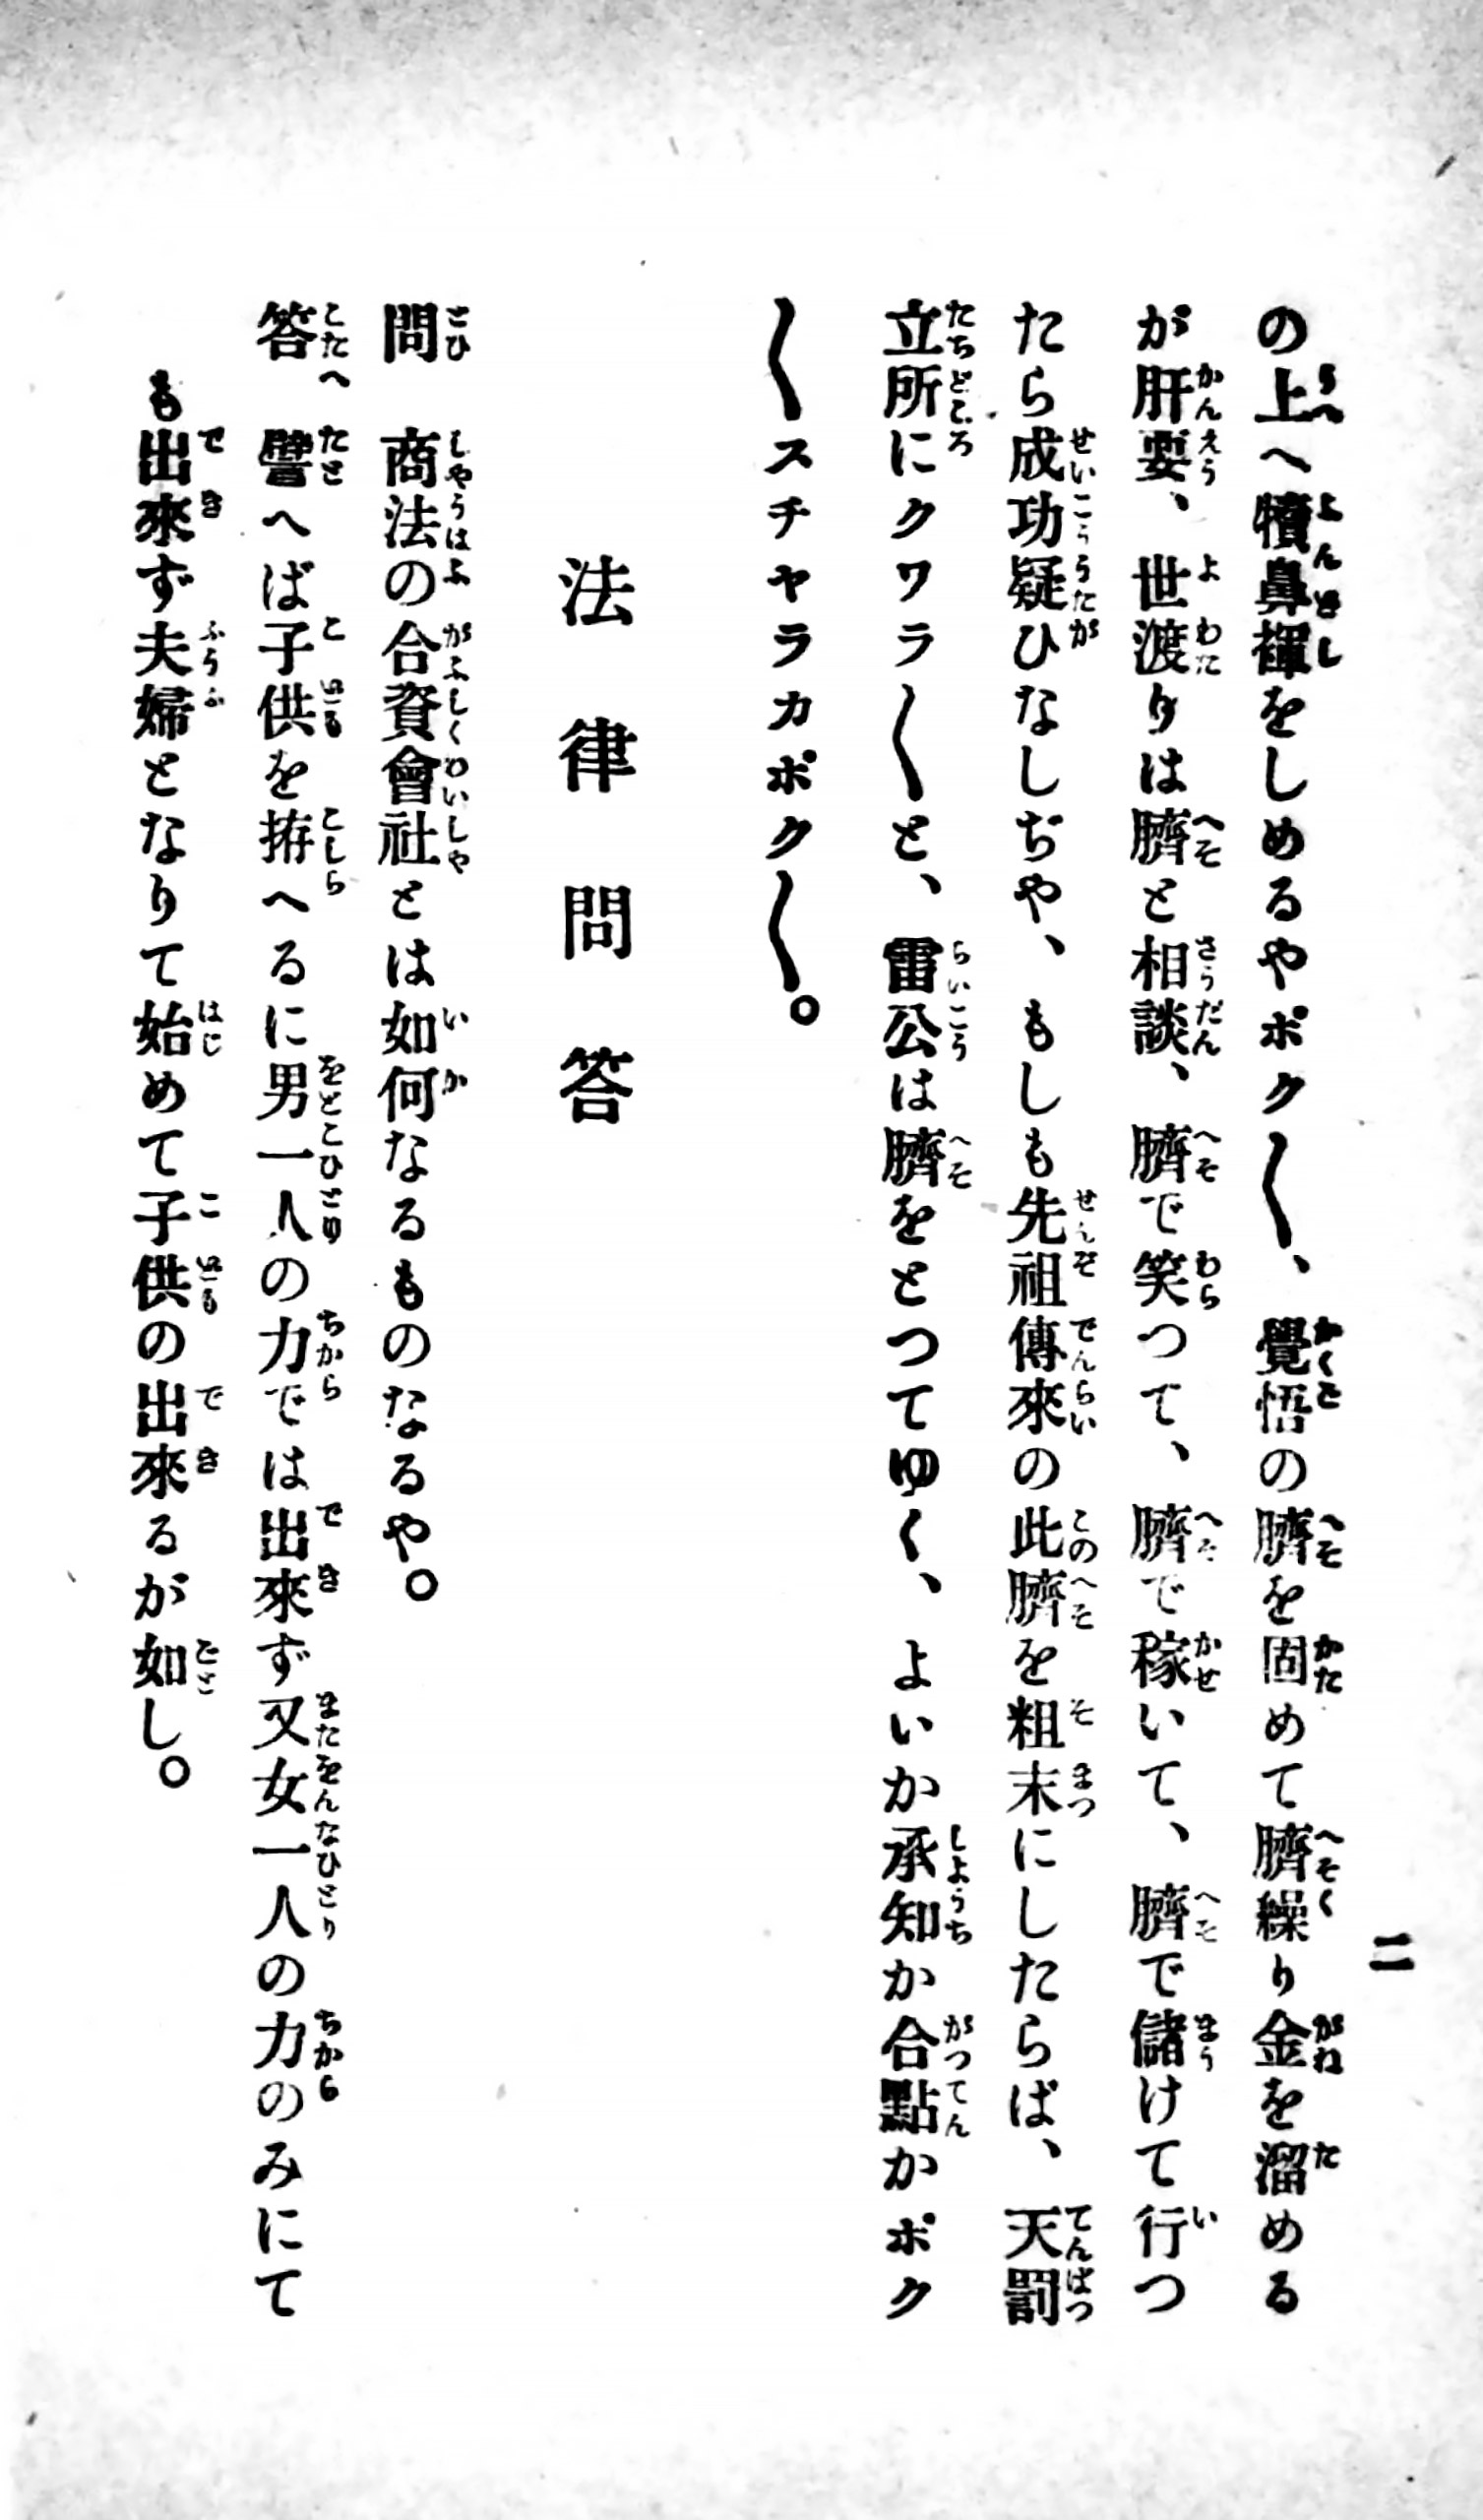 二
の上へ犢鼻褌をしめるやポク〳〵、覺悟の臍を固めて臍繰り金を溜める
が肝要、世渡りは臍と相談、臍で笑つて、臍で稼いて、臍で儲けて行つ
たら成功疑ひなしぢや、もしも先祖傳來の此臍を粗末にしたらば、天罰
立所にクワラ〳〵と、雷公は臍をとつてゆく、よいか承知か合點かポク
〳〵スチヤラカポク〳〵。
法律問答
問　商法の合資會社とは如何なるものなるや。
答、譬へば子供を拵へるに男一人の力では出來ず又女一人の力のみにて
も出來ず夫婦となりて始めて子供の出來るが如し。